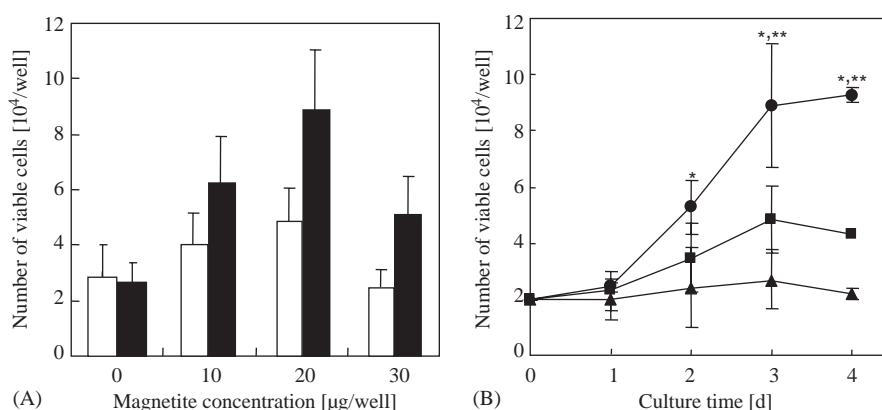 12
10
8
6
4
2
0
Number of viable cells [10⁴/well]
0 10 20 30
(A) Magnetite concentration [µg/well]
12
10
8
6
4
2
0
Number of viable cells [10⁴/well]
*
*,**
*,**
0 1 2 3 4
(B) Culture time [d]